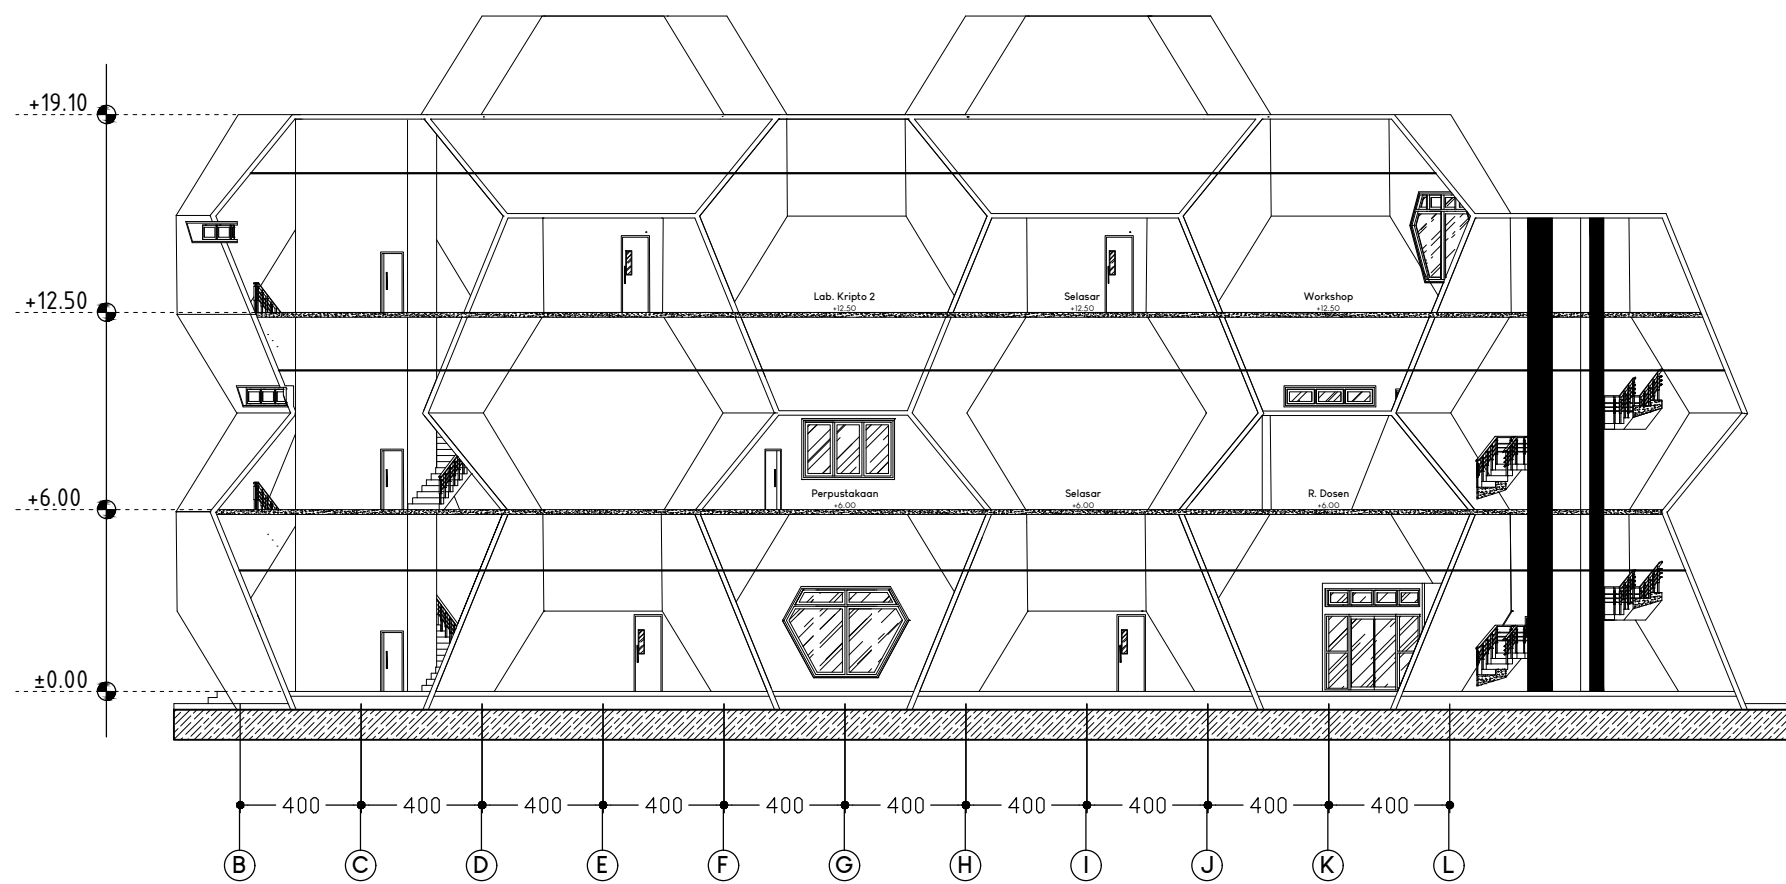 +19.10
+12.50
Lab. Kripto 2
+12.50
Selasar
+12.50
Workshop
+12.50
+6.00
Perpustakaan
+6.00
Selasar
+6.00
R. Dosen
+6.00
±0.00
400 400 400 400 400 400 400 400 400 400
B C D E F G H I J K L